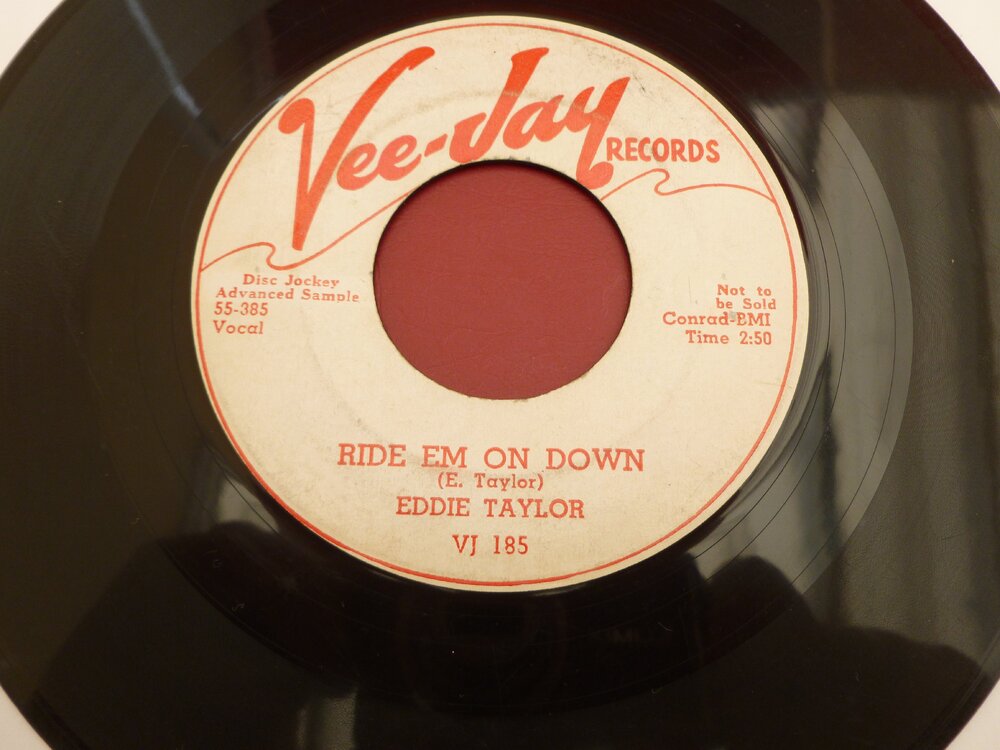 Vee-Jay
RECORDS
Disc Jockey
Advanced Sample
55-385
Vocal
Not to
be Sold
Conrad-BMI
Time 2:50
RIDE EM ON DOWN
(E. Taylor)
EDDIE TAYLOR
VJ 185